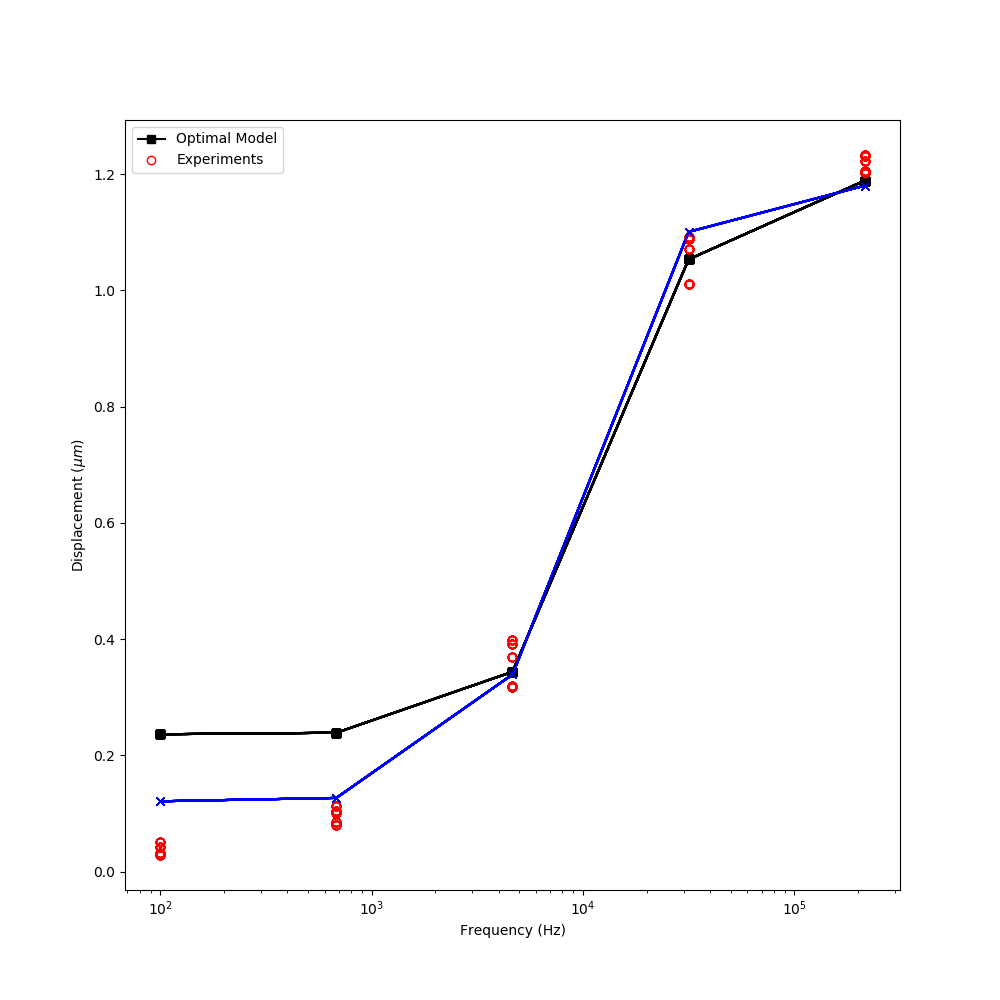 Optimal Model
Experiments
1.2
1.0
0.8
0.6
0.4
0.2
0.0
Displacement (μm)
10²
10³
10⁴
10⁵
Frequency (Hz)